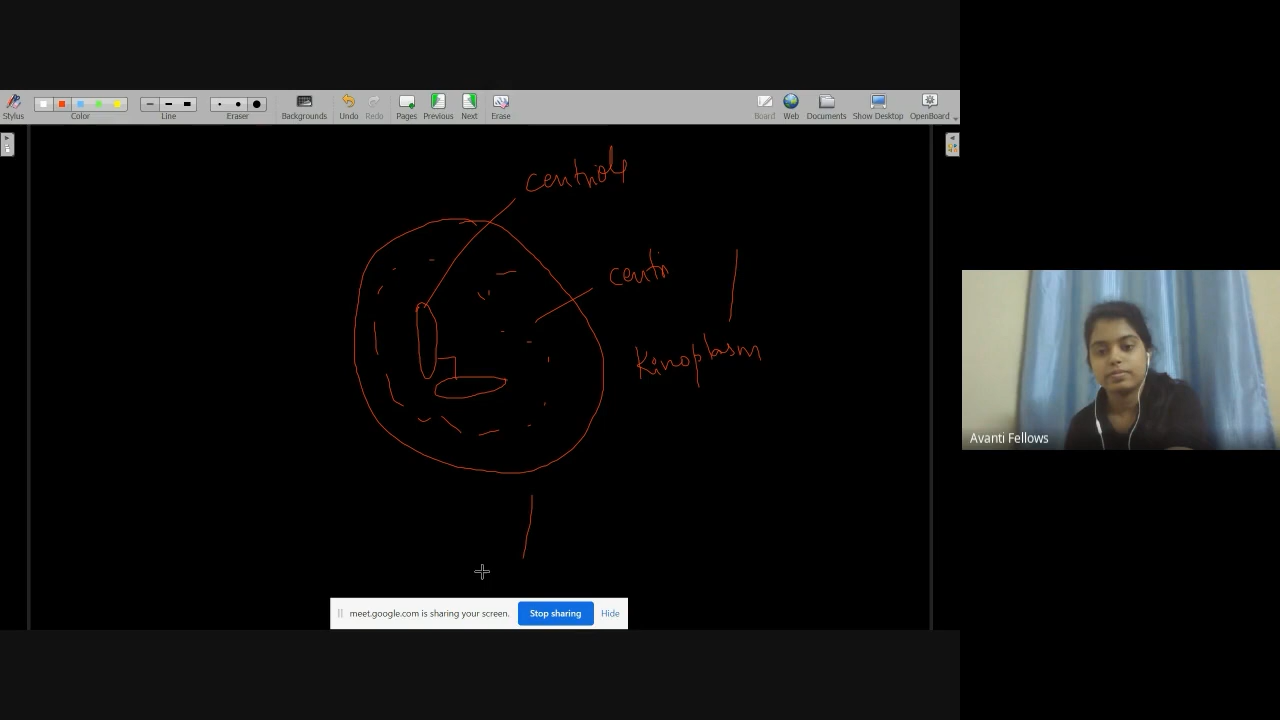 Stylus Color Line Eraser Backgrounds Undo Redo Pages Previous Next Erase Board Web Documents Show Desktop OpenBoard
centriole
centri
Kinoplasm
Avanti Fellows
meet.google.com is sharing your screen. Stop sharing Hide